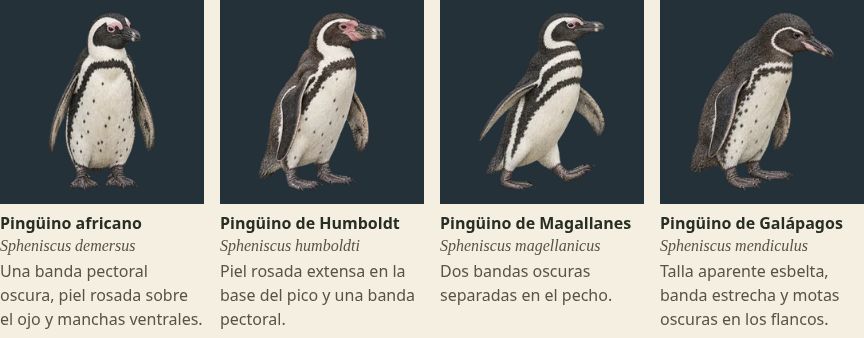 Pingüino africano
Spheniscus demersus
Una banda pectoral
oscura, piel rosada sobre
el ojo y manchas ventrales.
Pingüino de Humboldt
Spheniscus humboldti
Piel rosada extensa en la
base del pico y una banda
pectoral.
Pingüino de Magallanes
Spheniscus magellanicus
Dos bandas oscuras
separadas en el pecho.
Pingüino de Galápagos
Spheniscus mendiculus
Talla aparente esbelta,
banda estrecha y motas
oscuras en los flancos.